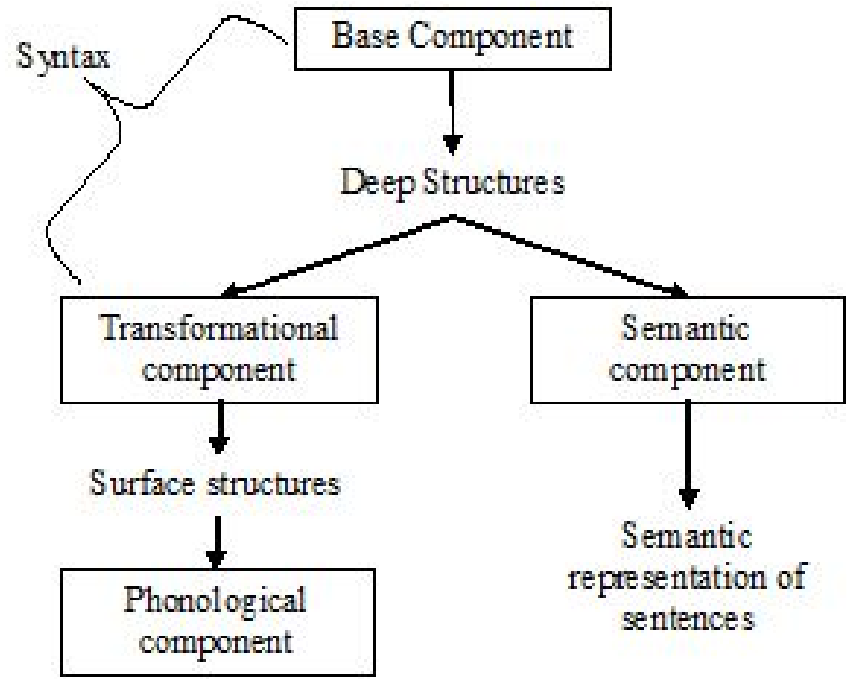 Base Component
Syntax
Deep Structures
Transformational
component
Semantic
component
Surface structures
Semantic
representation of
sentences
Phonological
component